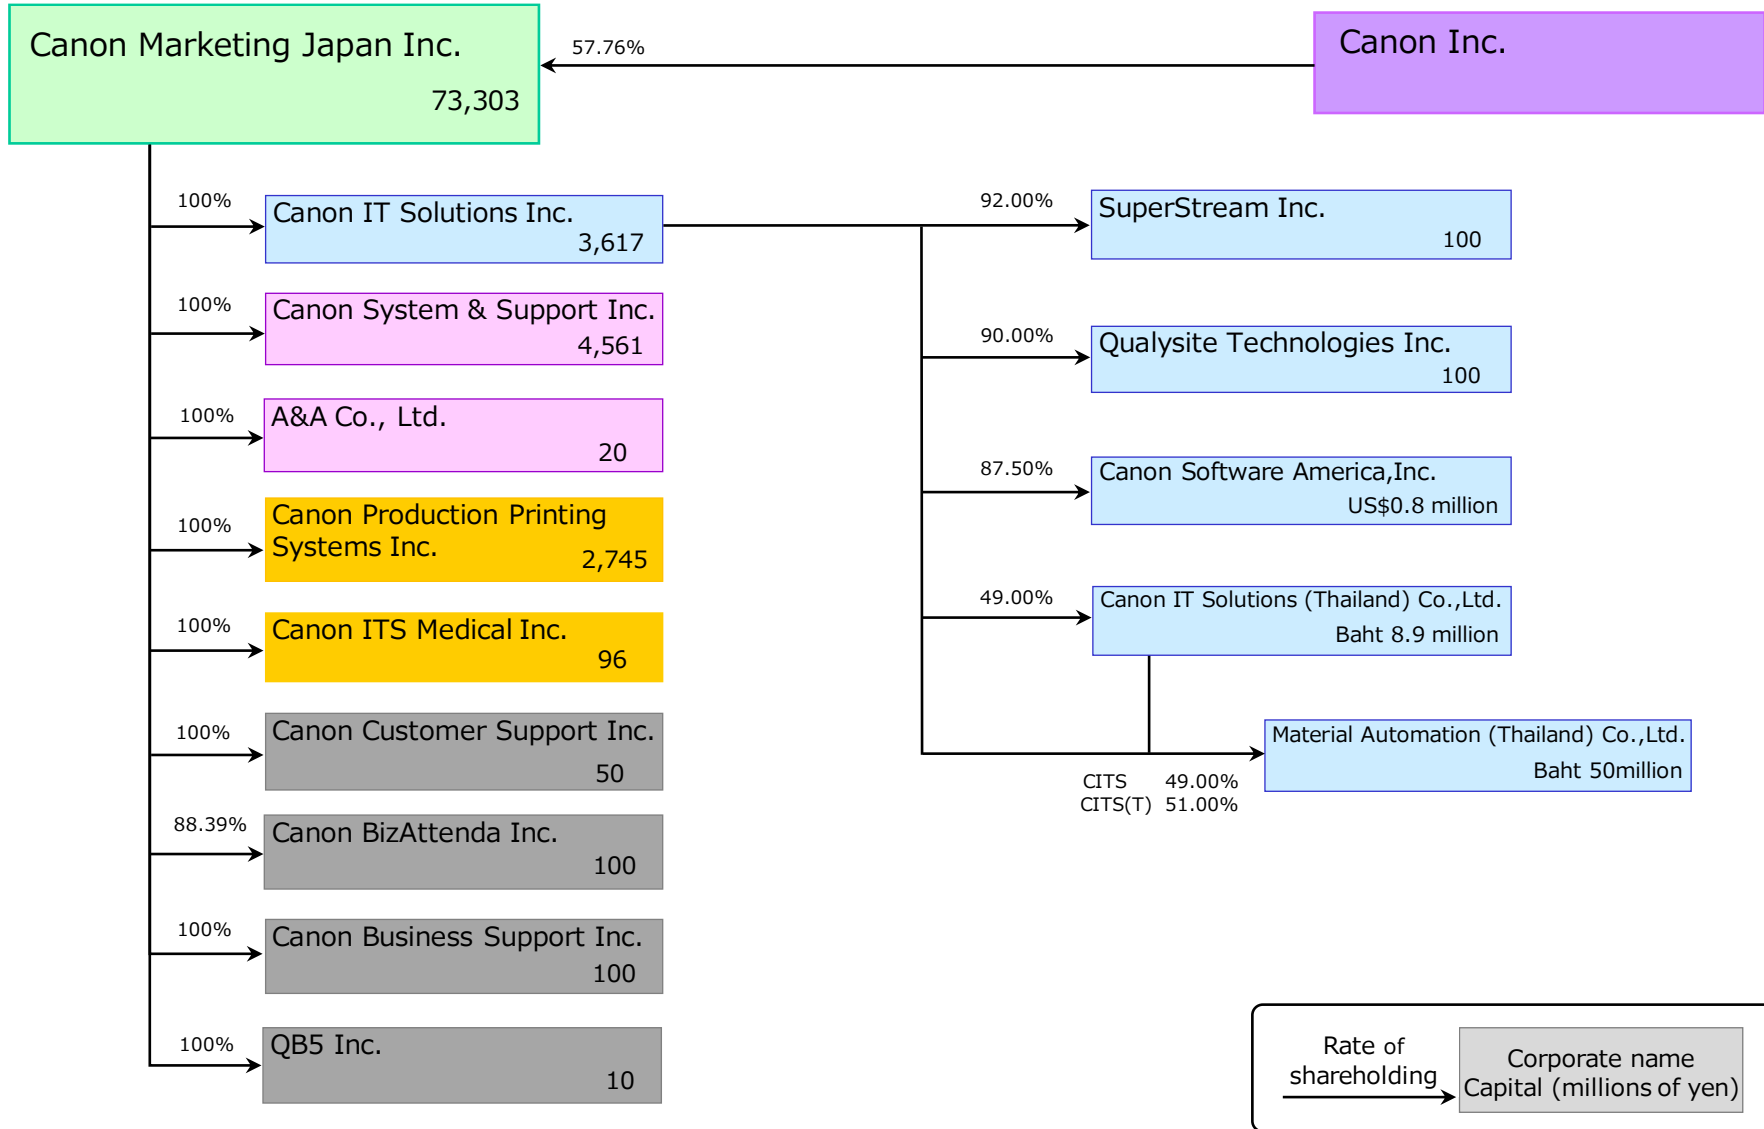 Canon Marketing Japan Inc.
73,303
57.76%
Canon Inc.
100%
Canon IT Solutions Inc.
3,617
100%
Canon System & Support Inc.
4,561
100%
A&A Co., Ltd.
20
100%
Canon Production Printing
Systems Inc.
2,745
100%
Canon ITS Medical Inc.
96
100%
Canon Customer Support Inc.
50
88.39%
Canon BizAttenda Inc.
100
100%
Canon Business Support Inc.
100
100%
QB5 Inc.
10
92.00%
SuperStream Inc.
100
90.00%
Qualysite Technologies Inc.
100
87.50%
Canon Software America,Inc.
US$0.8 million
49.00%
Canon IT Solutions (Thailand) Co.,Ltd.
Baht 8.9 million
Material Automation (Thailand) Co.,Ltd.
Baht 50million
CITS 49.00%
CITS(T) 51.00%
Rate of
shareholding
Corporate name
Capital (millions of yen)